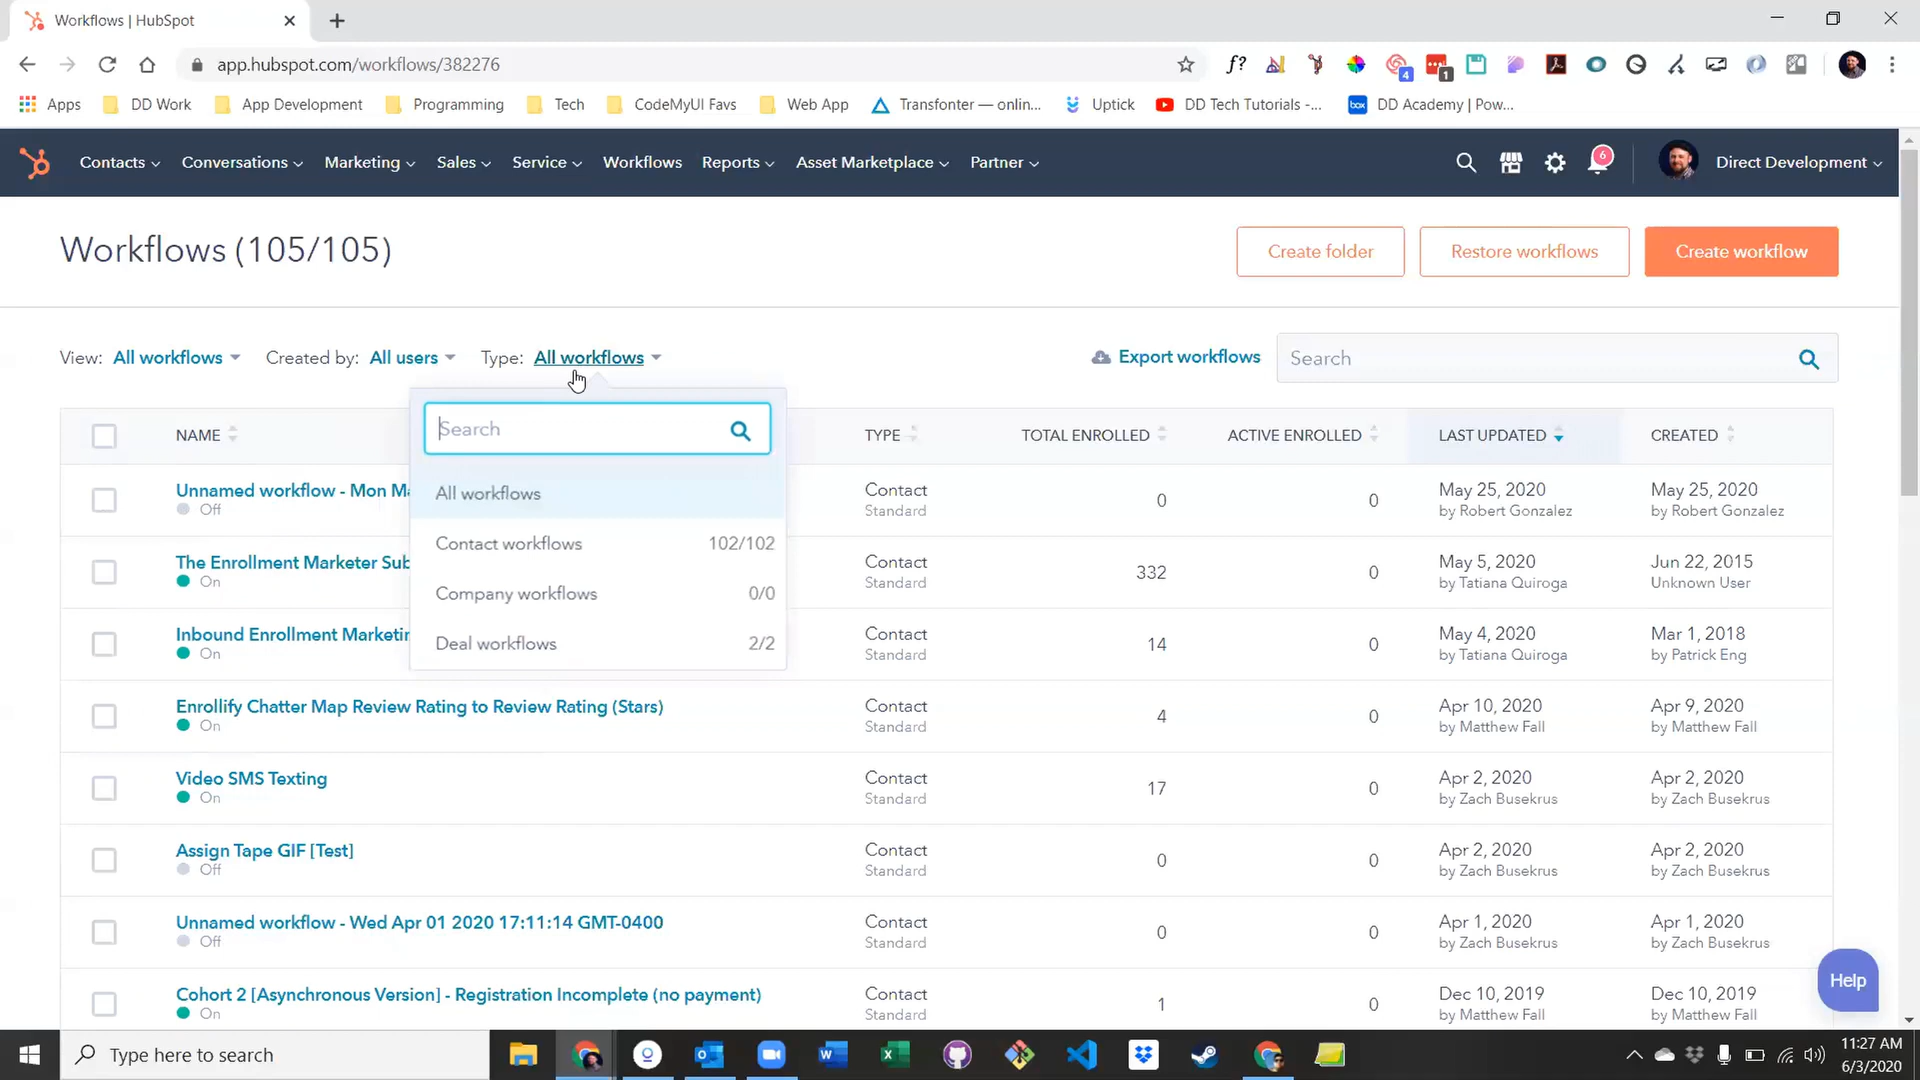 Workflows | HubSpot
app.hubspot.com/workflows/382276
f?
4
1
Apps
DD Work
App Development
Programming
Tech
CodeMyUI Favs
Web App
Transfonter — onlin...
Uptick
DD Tech Tutorials -...
box
DD Academy | Pow...
Contacts
Conversations
Marketing
Sales
Service
Workflows
Reports
Asset Marketplace
Partner
6
Direct Development
Workflows (105/105)
Create folder
Restore workflows
Create workflow
View: All workflows
Created by: All users
Type: All workflows
Export workflows
Search
Search
All workflows
Contact workflows 102/102
Company workflows 0/0
Deal workflows 2/2
NAME
TYPE
TOTAL ENROLLED
ACTIVE ENROLLED
LAST UPDATED
CREATED
Unnamed workflow - Mon Ma
Off
Contact
Standard
0
0
May 25, 2020
by Robert Gonzalez
May 25, 2020
by Robert Gonzalez
The Enrollment Marketer Sub
On
Contact
Standard
332
0
May 5, 2020
by Tatiana Quiroga
Jun 22, 2015
Unknown User
Inbound Enrollment Marketin
On
Contact
Standard
14
0
May 4, 2020
by Tatiana Quiroga
Mar 1, 2018
by Patrick Eng
Enrollify Chatter Map Review Rating to Review Rating (Stars)
On
Contact
Standard
4
0
Apr 10, 2020
by Matthew Fall
Apr 9, 2020
by Matthew Fall
Video SMS Texting
On
Contact
Standard
17
0
Apr 2, 2020
by Zach Busekrus
Apr 2, 2020
by Zach Busekrus
Assign Tape GIF [Test]
Off
Contact
Standard
0
0
Apr 2, 2020
by Zach Busekrus
Apr 2, 2020
by Zach Busekrus
Unnamed workflow - Wed Apr 01 2020 17:11:14 GMT-0400
Off
Contact
Standard
0
0
Apr 1, 2020
by Zach Busekrus
Apr 1, 2020
by Zach Busekrus
Cohort 2 [Asynchronous Version] - Registration Incomplete (no payment)
On
Contact
Standard
1
0
Dec 10, 2019
by Matthew Fall
Dec 10, 2019
by Matthew Fall
Help
Type here to search
11:27 AM
6/3/2020